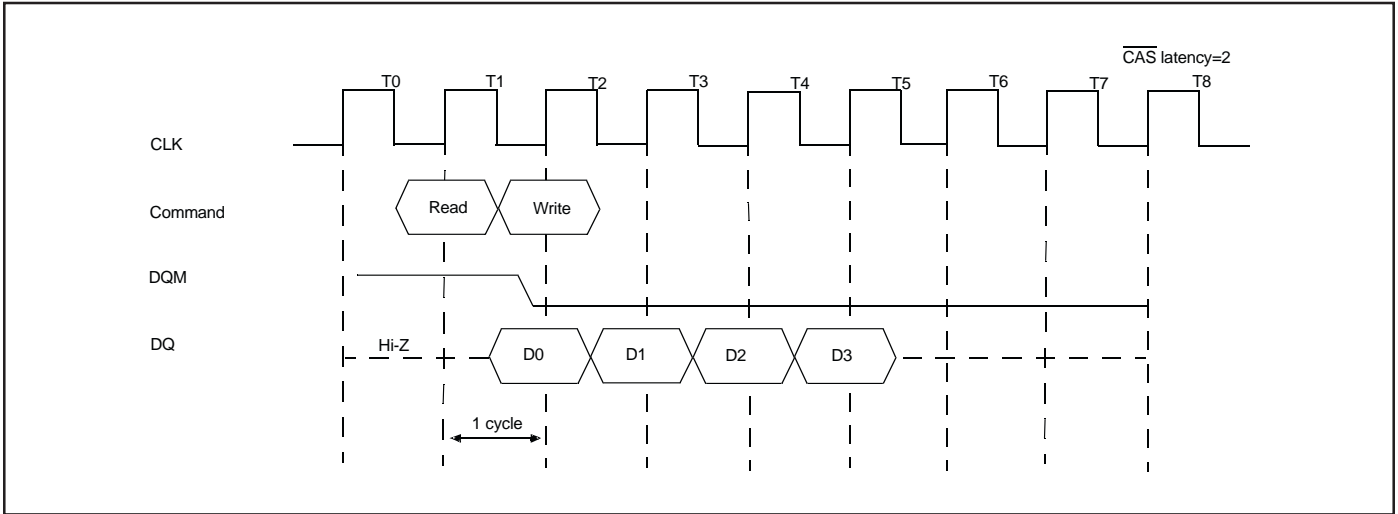 CAS latency=2
T0 T1 T2 T3 T4 T5 T6 T7 T8
CLK
Command Read Write
DQM
DQ Hi-Z D0 D1 D2 D3
1 cycle